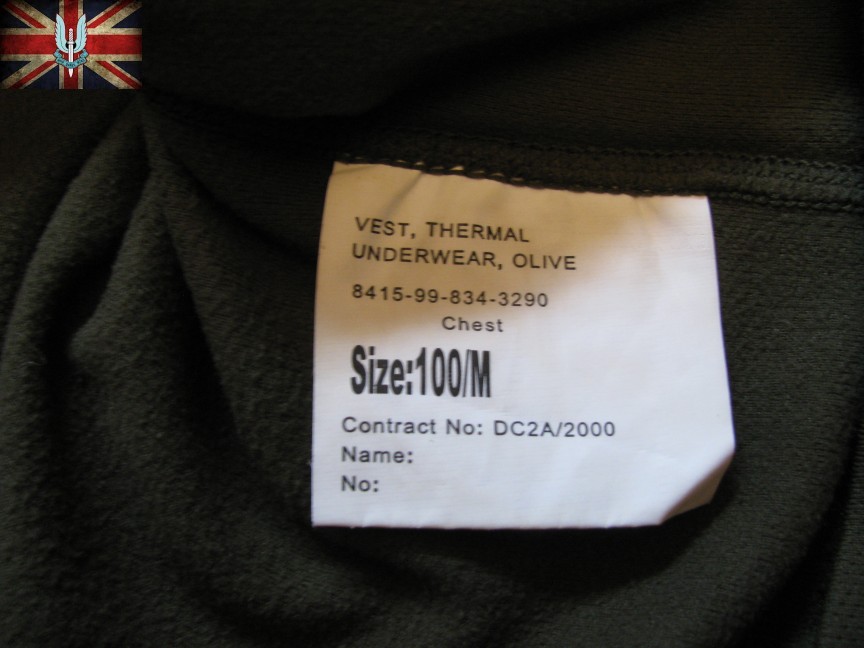 VEST, THERMAL
UNDERWEAR, OLIVE
8415-99-834-3290
Chest
Size:100/M
Contract No: DC2A/2000
Name:
No: